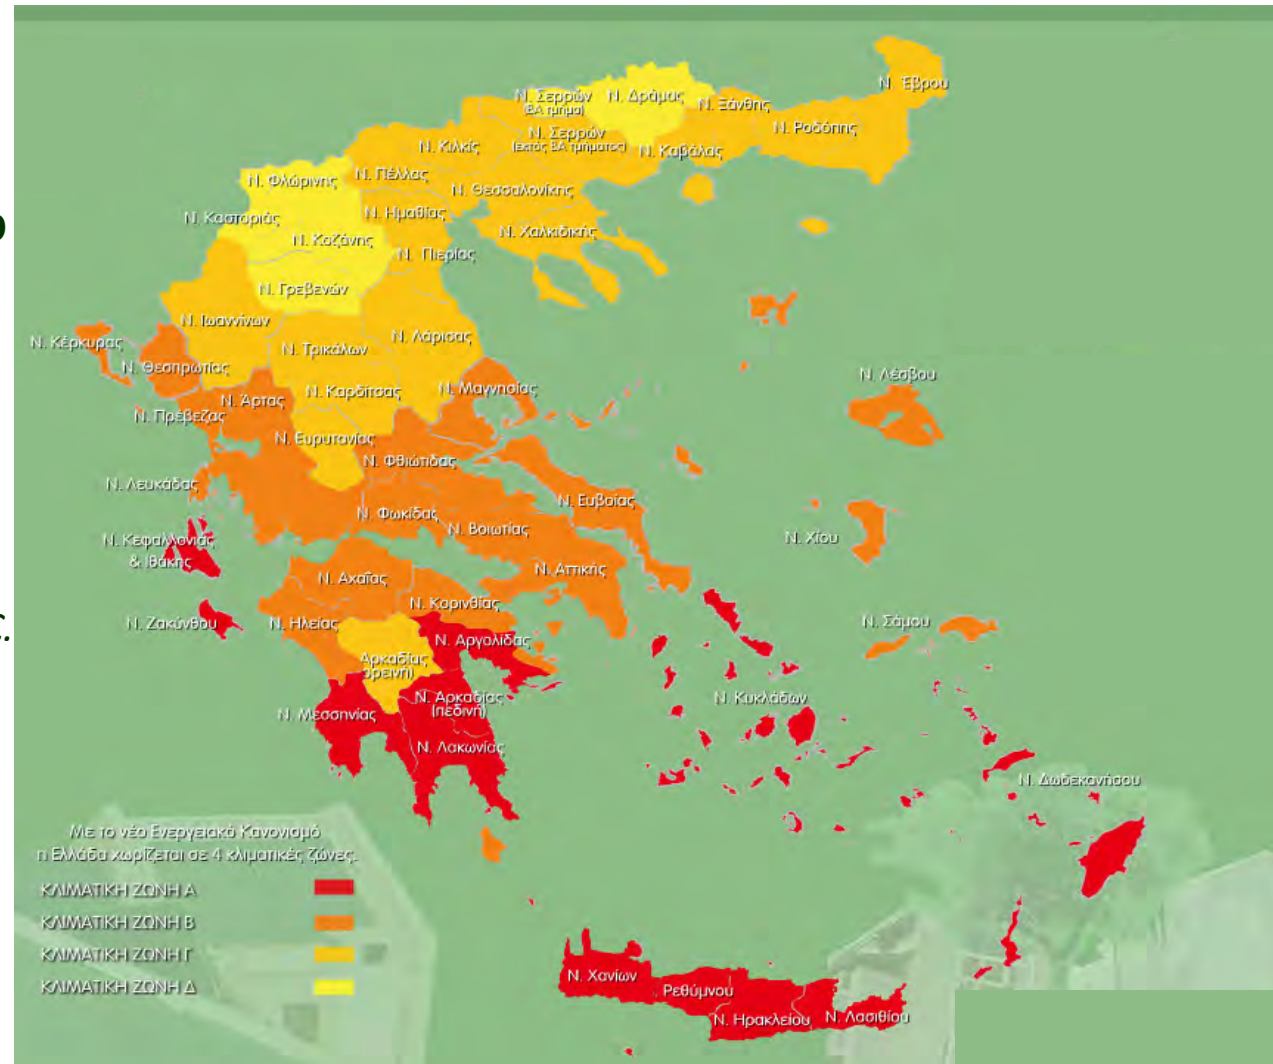 Ν. Έβρου
Ν. Σερρών
(ΒΑ τμήμα)
Ν. Δράμας
Ν. Ξάνθης
Ν. Ροδόπης
Ν. Σερρών
(εκτός ΒΑ τμήματος)
Ν. Καβάλας
Ν. Κιλκίς
Ν. Πέλλας
Ν. Φλώρινης
Ν. Θεσσαλονίκης
Ν. Καστοριάς
Ν. Ημαθίας
Ν. Κοζάνης
Ν. Χαλκιδικής
Ν. Πιερίας
Ν. Γρεβενών
Ν. Ιωαννίνων
Ν. Κέρκυρας
Ν. Θεσπρωτίας
Ν. Τρικάλων
Ν. Λάρισας
Ν. Λέσβου
Ν. Άρτας
Ν. Καρδίτσας
Ν. Μαγνησίας
Ν. Πρέβεζας
Ν. Ευρυτανίας
Ν. Φθιώτιδας
Ν. Λευκάδας
Ν. Ευβοίας
Ν. Φωκίδας
Ν. Βοιωτίας
Ν. Κεφαλλονιάς
& Ιθάκης
Ν. Χίου
Ν. Αχαΐας
Ν. Αττικής
Ν. Κορινθίας
Ν. Ζακύνθου
Ν. Ηλείας
Ν. Αργολίδας
Ν. Σάμου
Αρκαδίας
ορεινή)
Ν. Αρκαδίας
(πεδινή)
Ν. Κυκλάδων
Ν. Μεσσηνίας
Ν. Λακωνίας
Ν. Δωδεκανήσου
Με το νέο Ενεργειακό Κανονισμό
η Ελλάδα χωρίζεται σε 4 κλιματικές ζώνες.
ΚΛΙΜΑΤΙΚΗ ΖΩΝΗ Α
ΚΛΙΜΑΤΙΚΗ ΖΩΝΗ Β
ΚΛΙΜΑΤΙΚΗ ΖΩΝΗ Γ
ΚΛΙΜΑΤΙΚΗ ΖΩΝΗ Δ
Ν. Χανίων
. Ρεθύμνου
Ν. Ηρακλείου
Ν. Λασιθίου